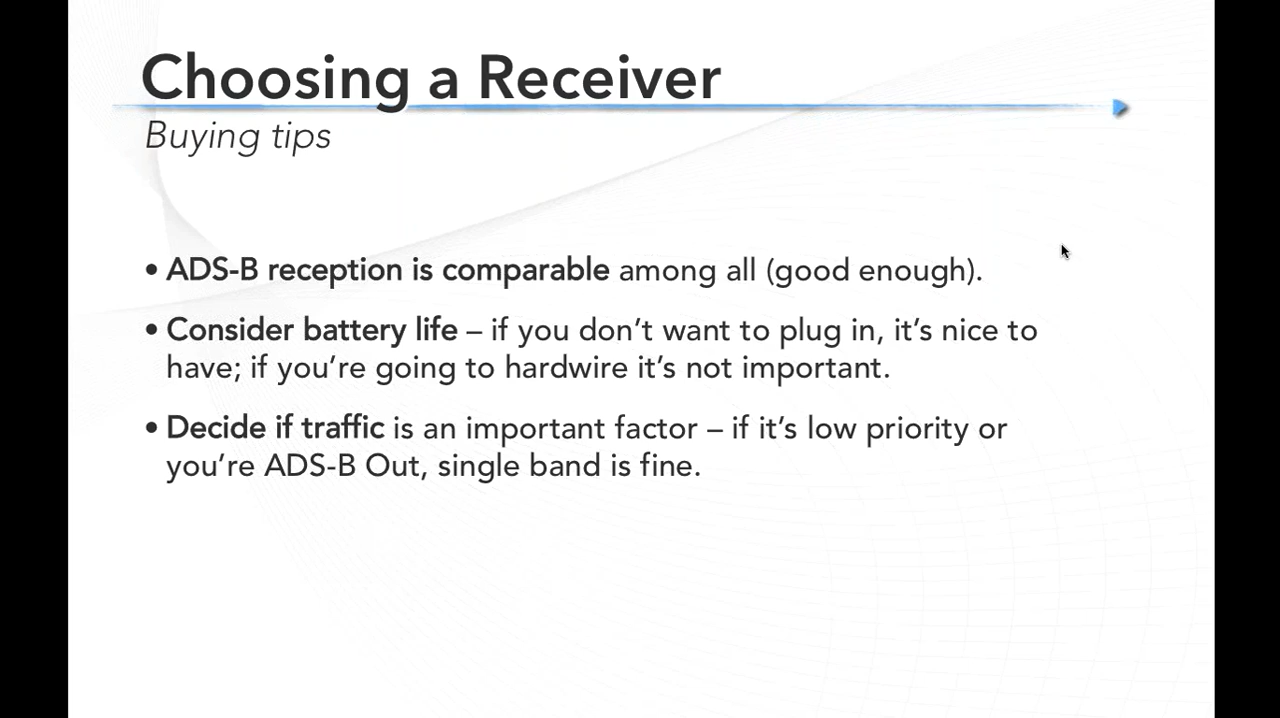 Choosing a Receiver
Buying tips
• ADS-B reception is comparable among all (good enough).
• Consider battery life – if you don’t want to plug in, it’s nice to
have; if you’re going to hardwire it’s not important.
• Decide if traffic is an important factor – if it’s low priority or
you’re ADS-B Out, single band is fine.